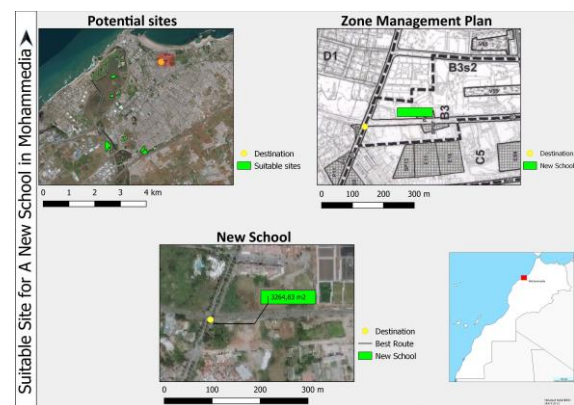 Suitable Site for A New School in Mohammedia
Potential sites
Destination
Suitable sites
0 1 2 3 4 km
Zone Management Plan
D1
B3s2
B3
C5
Destination
New School
0 100 200 300 m
New School
3264,83 m2
Destination
Best Route
New School
0 100 200 300 m